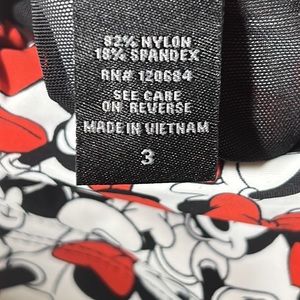 82% NYLON
18% SPANDEX
RN# 120684
SEE CARE
ON REVERSE
MADE IN VIETNAM
3